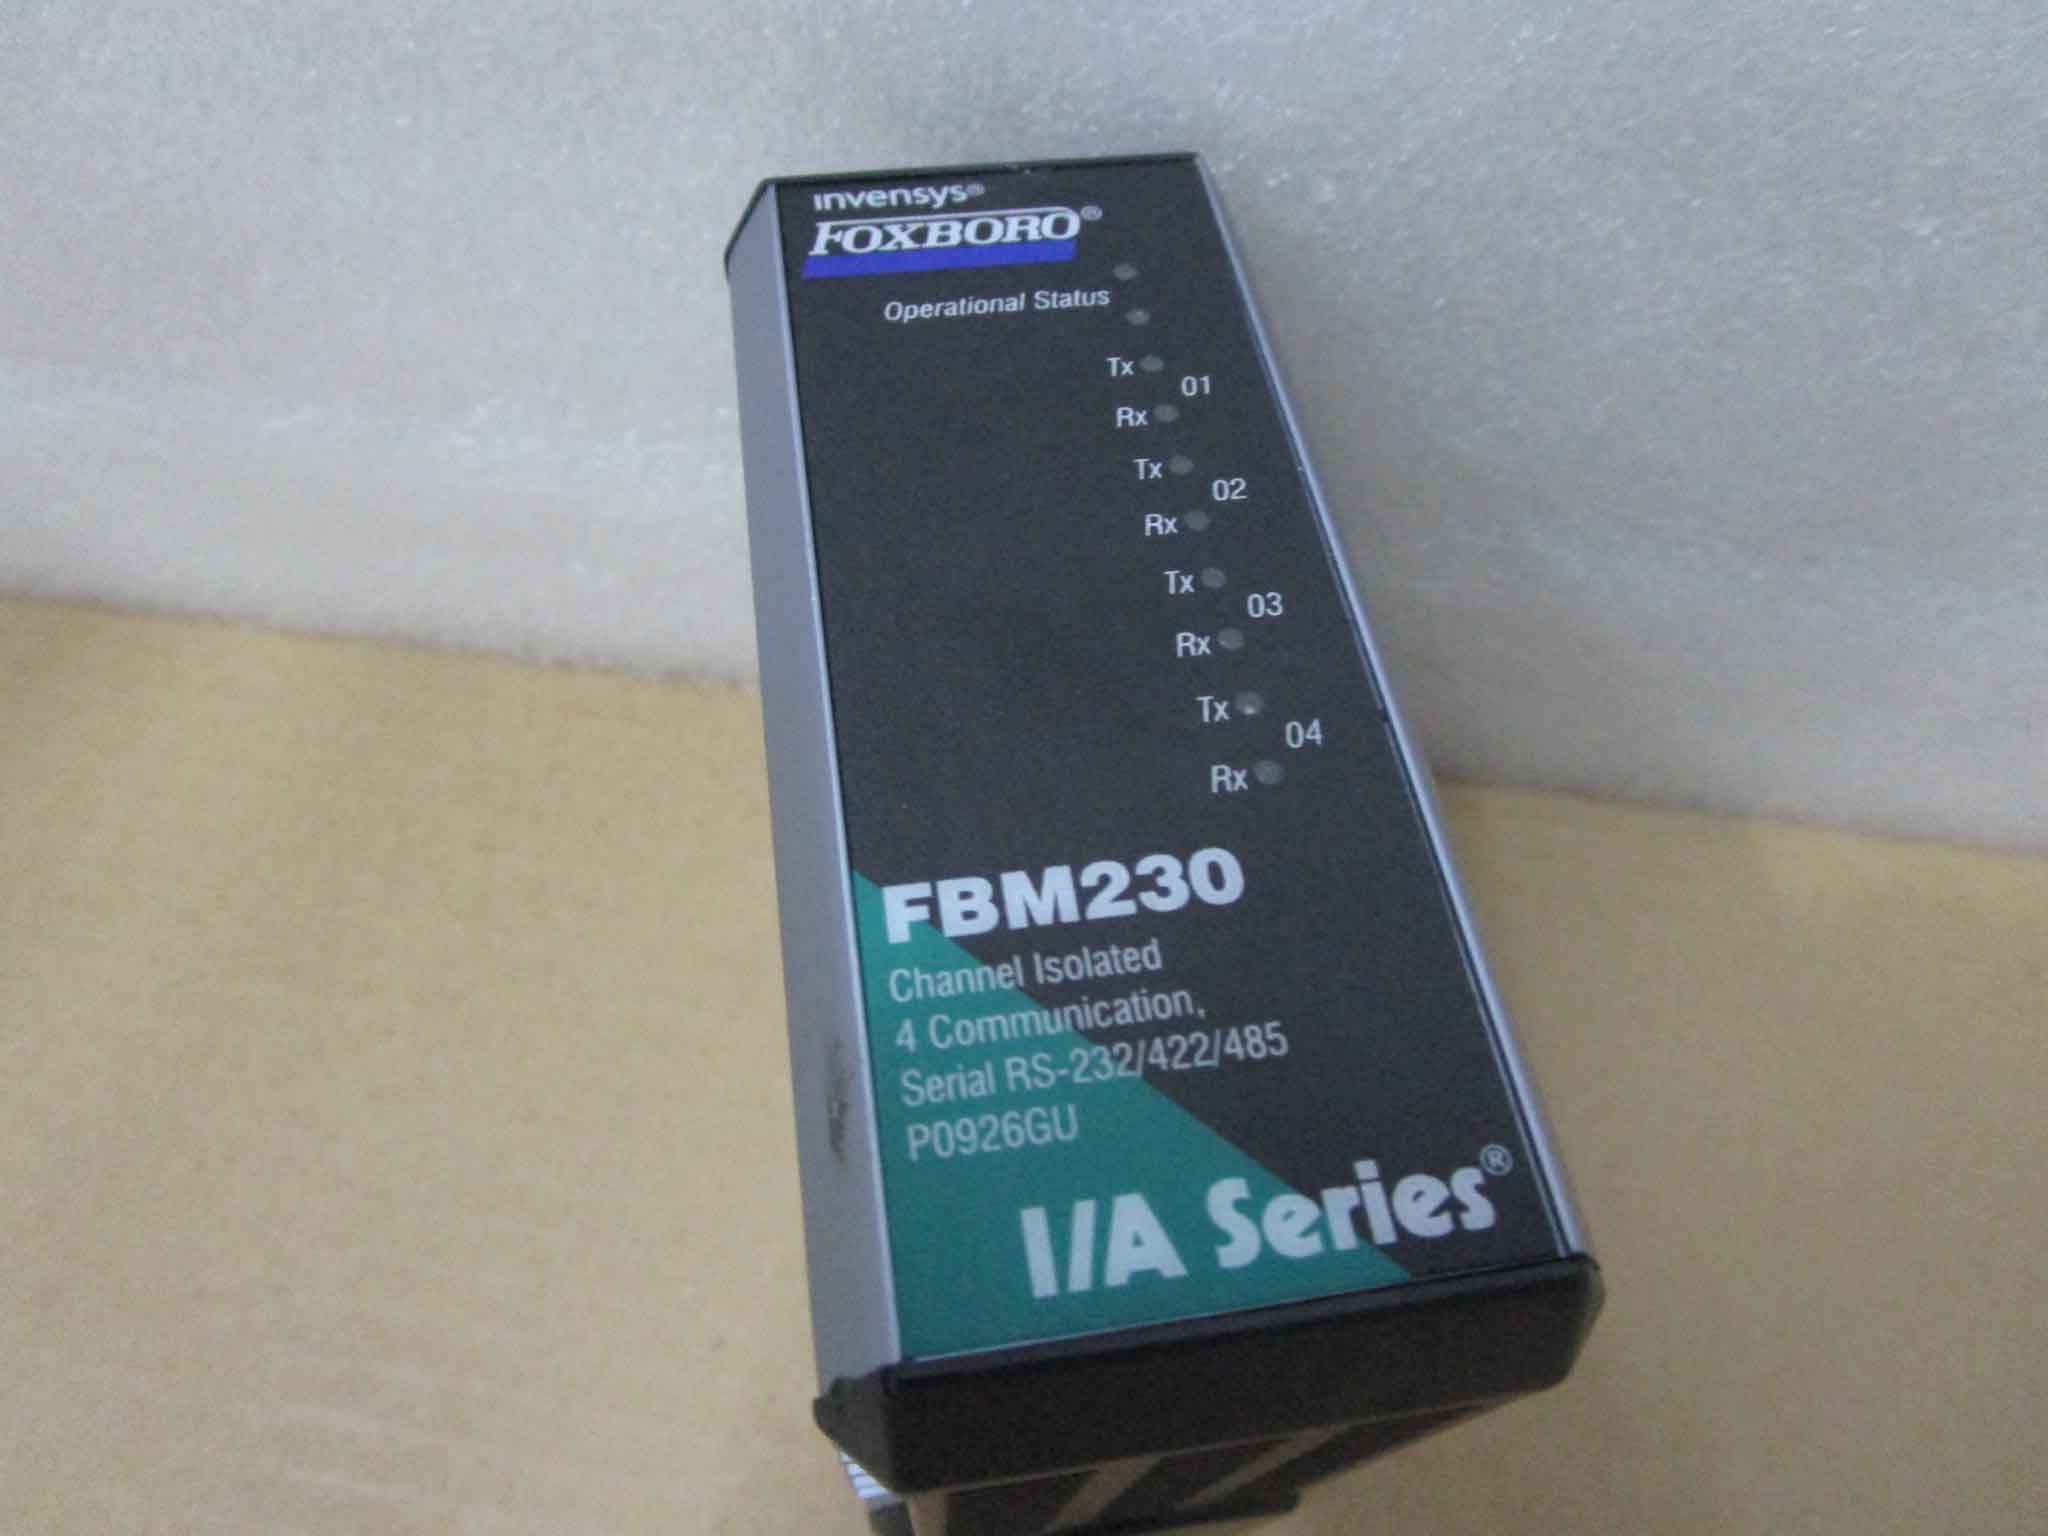 invensys®
FOXBORO®
Operational Status
Tx
01
Rx
Tx
02
Rx
Tx
03
Rx
Tx
04
Rx
FBM230
Channel Isolated
4 Communication,
Serial RS-232/422/485
P0926GU
I/A Series®